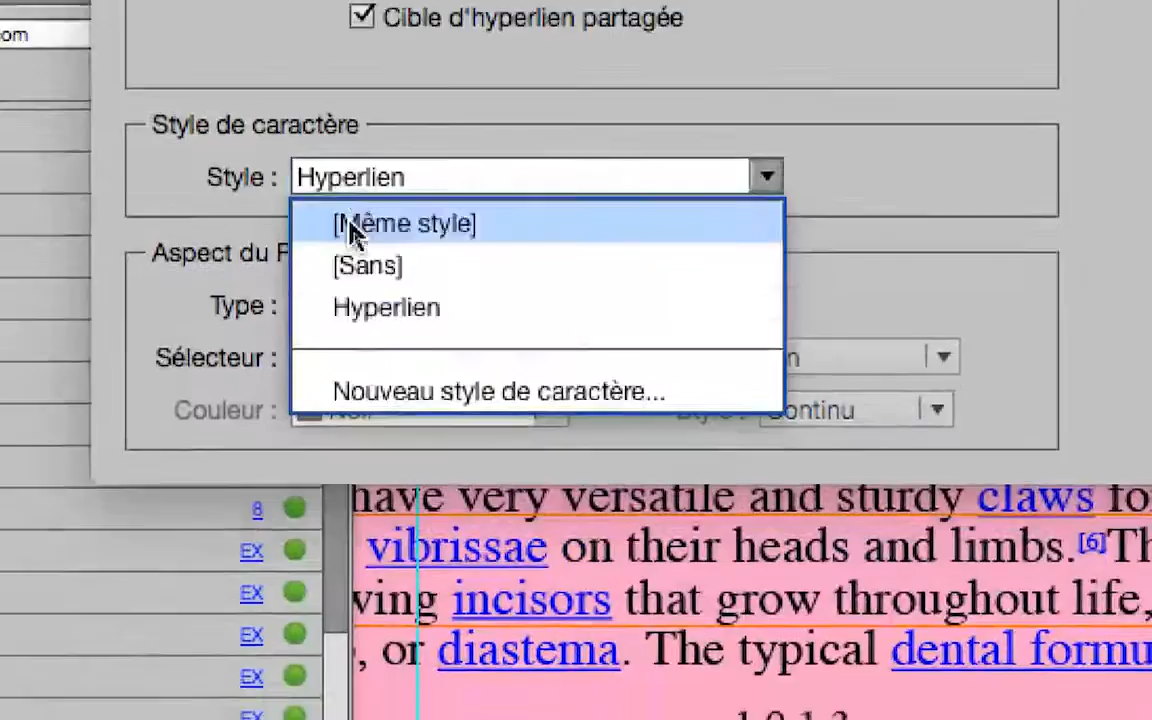 Cible d'hyperlien partagée
om
Style de caractère
Style : Hyperlien
[Même style]
Aspect du F
[Sans]
Type :
Hyperlien
Sélecteur : n
Nouveau style de caractère...
Couleur : Continu
8 have very versatile and sturdy claws fo
EX vibrissae on their heads and limbs.[6]Th
EX ving incisors that grow throughout life,
EX , or diastema. The typical dental formu
EX
EX